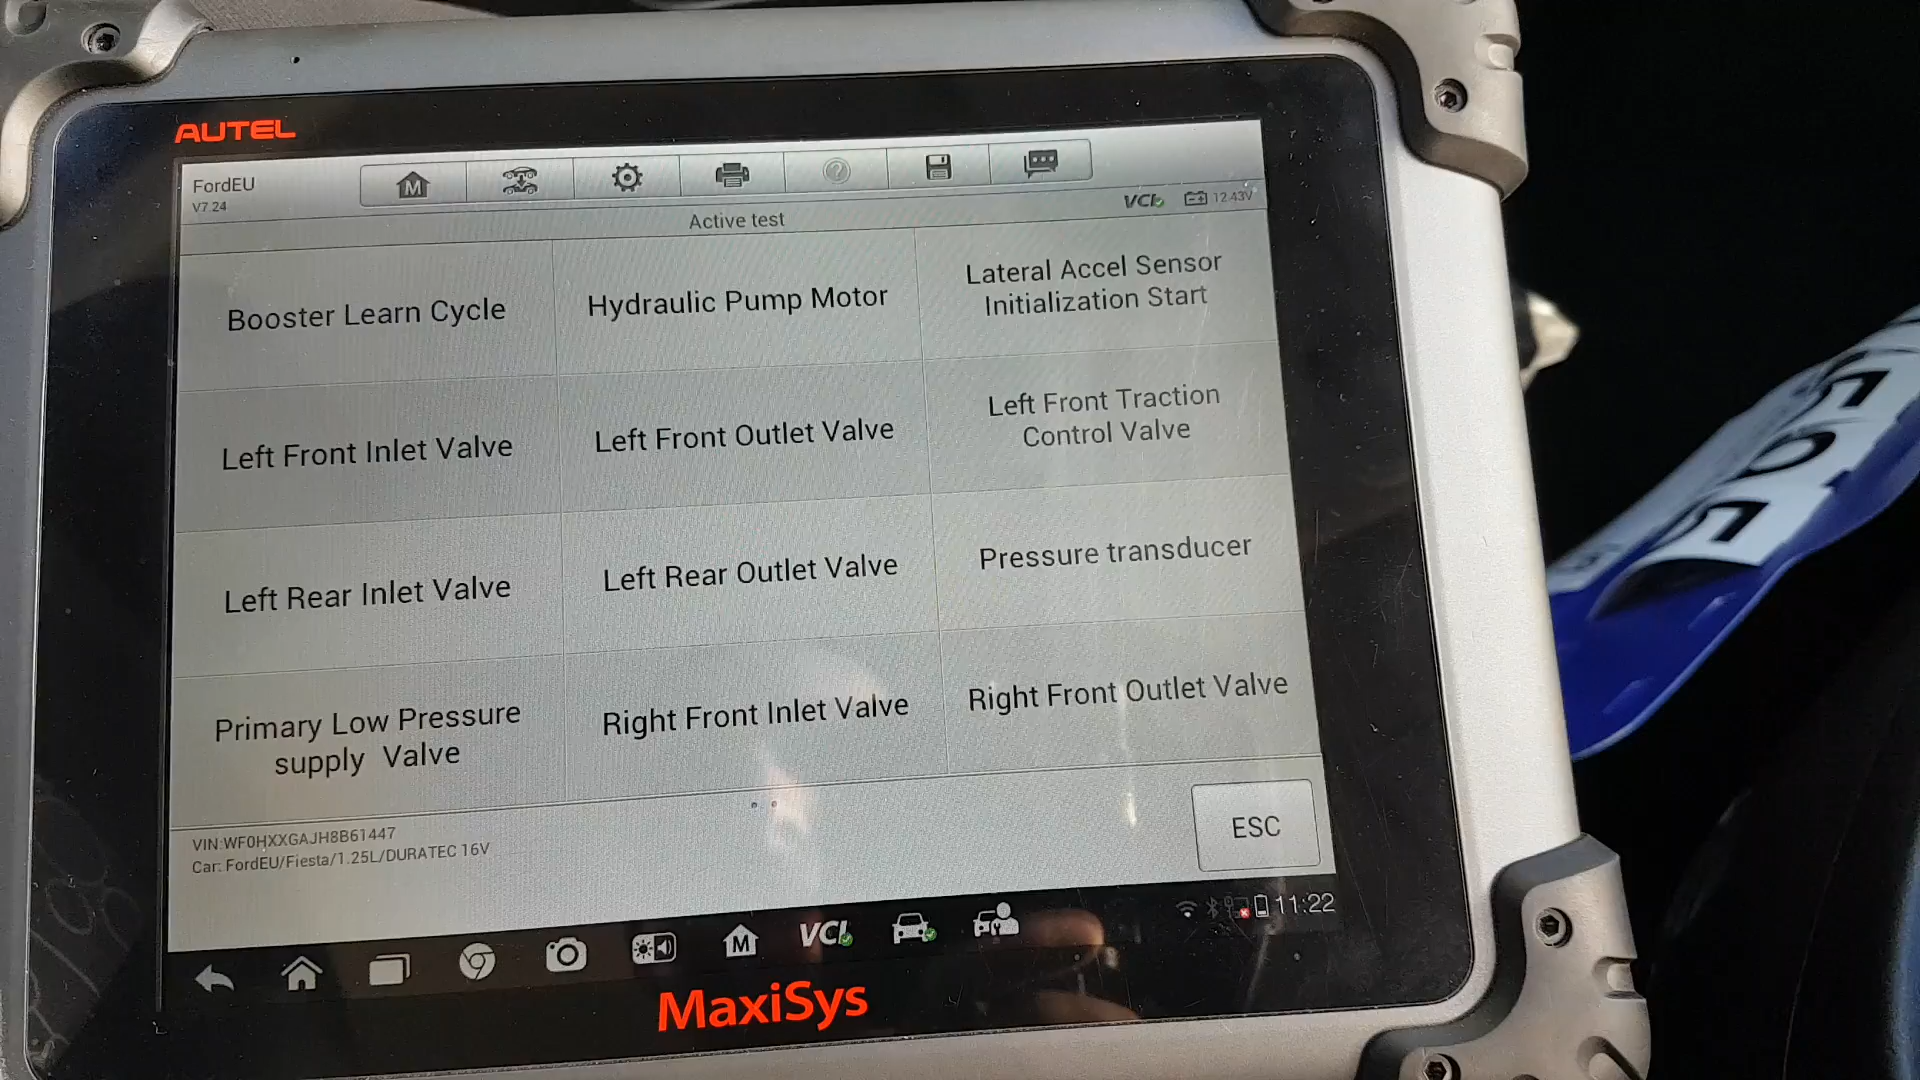 AUTEL
FordEU
V7.24
M
?
Active test
VCI
12.43V
Booster Learn Cycle
Hydraulic Pump Motor
Lateral Accel Sensor
Initialization Start
Left Front Inlet Valve
Left Front Outlet Valve
Left Front Traction
Control Valve
Left Rear Inlet Valve
Left Rear Outlet Valve
Pressure transducer
Primary Low Pressure
supply Valve
Right Front Inlet Valve
Right Front Outlet Valve
VIN:WF0HXXGAJH8B61447
Car: FordEU/Fiesta/1.25L/DURATEC 16V
ESC
M
VCI
11:22
MaxiSys